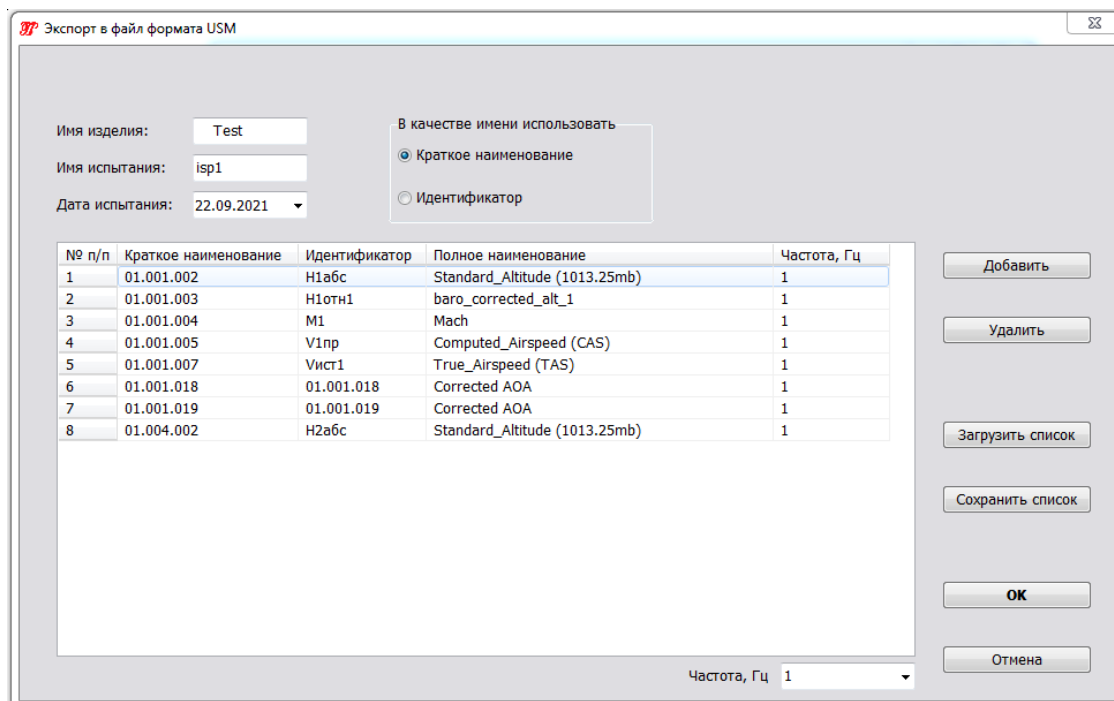 Экспорт в файл формата USM
Имя изделия: Test
Имя испытания: isp1
Дата испытания: 22.09.2021
В качестве имени использовать
Краткое наименование
Идентификатор
№ п/п Краткое наименование Идентификатор Полное наименование Частота, Гц
1 01.001.002 H1абс Standard_Altitude (1013.25mb) 1
2 01.001.003 H1отн1 baro_corrected_alt_1 1
3 01.001.004 M1 Mach 1
4 01.001.005 V1пр Computed_Airspeed (CAS) 1
5 01.001.007 Vист1 True_Airspeed (TAS) 1
6 01.001.018 01.001.018 Corrected AOA 1
7 01.001.019 01.001.019 Corrected AOA 1
8 01.004.002 H2абс Standard_Altitude (1013.25mb) 1
Добавить
Удалить
Загрузить список
Сохранить список
OK
Отмена
Частота, Гц 1